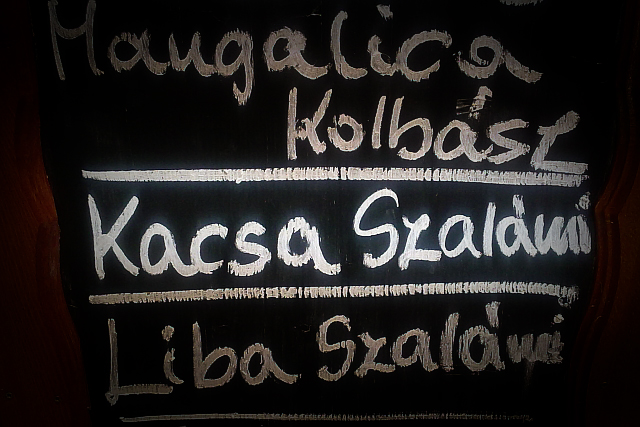 Mangalica
Kolbász
Kacsa Szalámi
Liba Szalámi